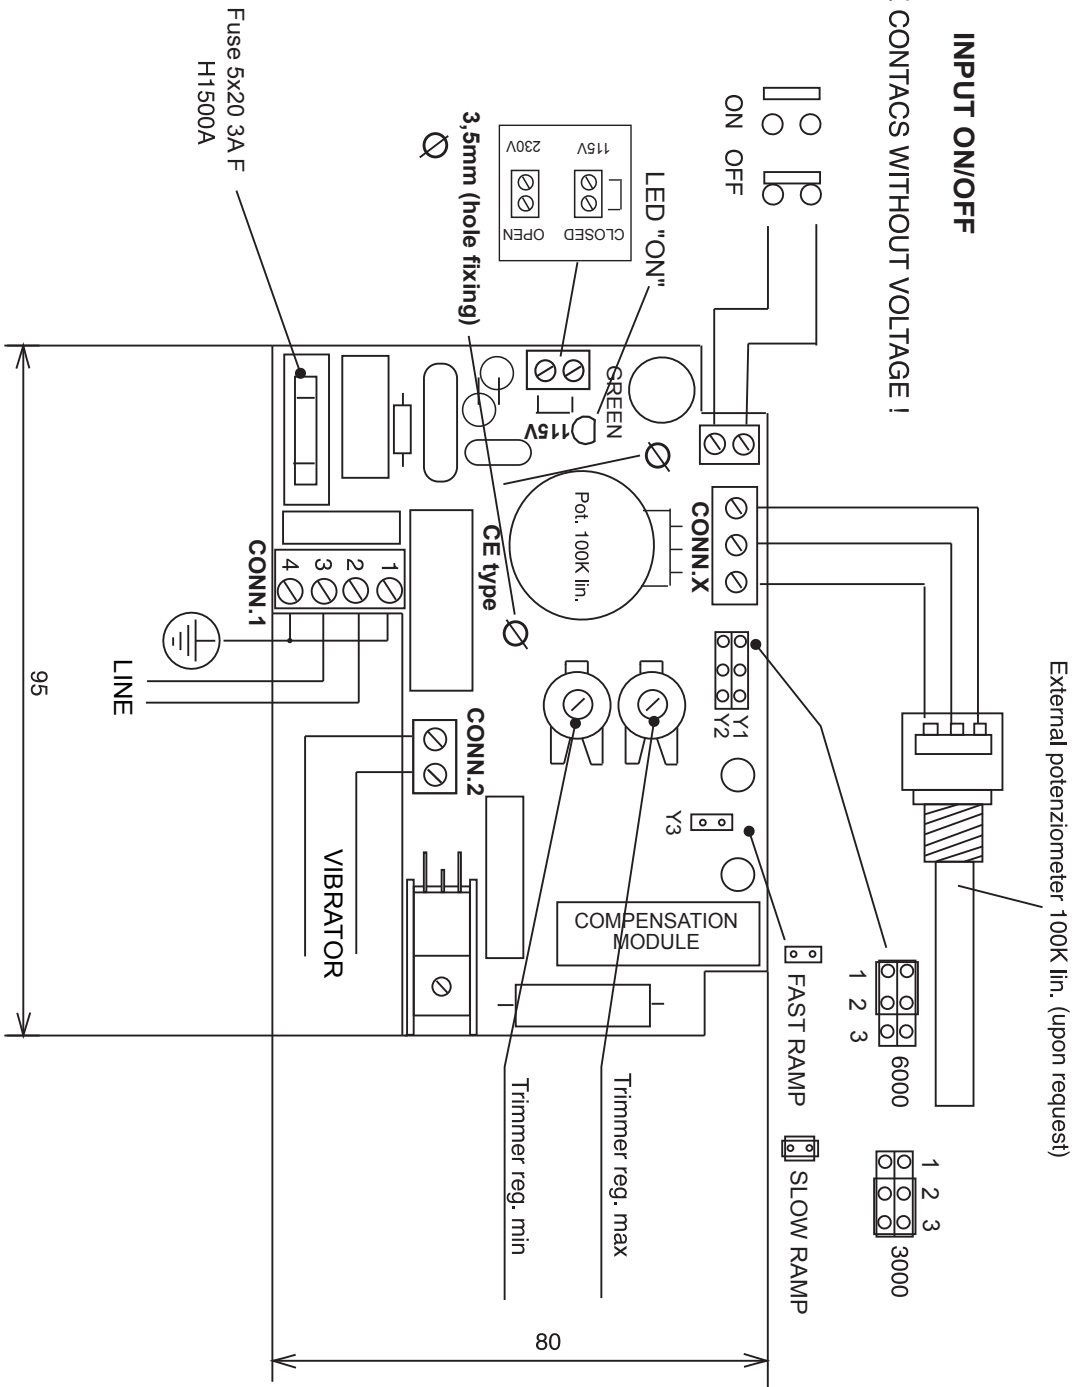 INPUT ON/OFF
CONTACS WITHOUT VOLTAGE !
ON OFF
External potenziometer 100K lin. (upon request)
115V
CLOSED
230V
OPEN
LED "ON"
3,5mm (hole fixing)
Fuse 5x20 3A F
H1500A
GREEN
115V
Pot. 100K lin.
CONN.X
CE type
CONN.1
1
2
3
4
LINE
CONN.2
VIBRATOR
Y1
Y2
Y3
COMPENSATION
MODULE
1 2 3
6000
1 2 3
3000
FAST RAMP
SLOW RAMP
Trimmer reg. max
Trimmer reg. min
95
80